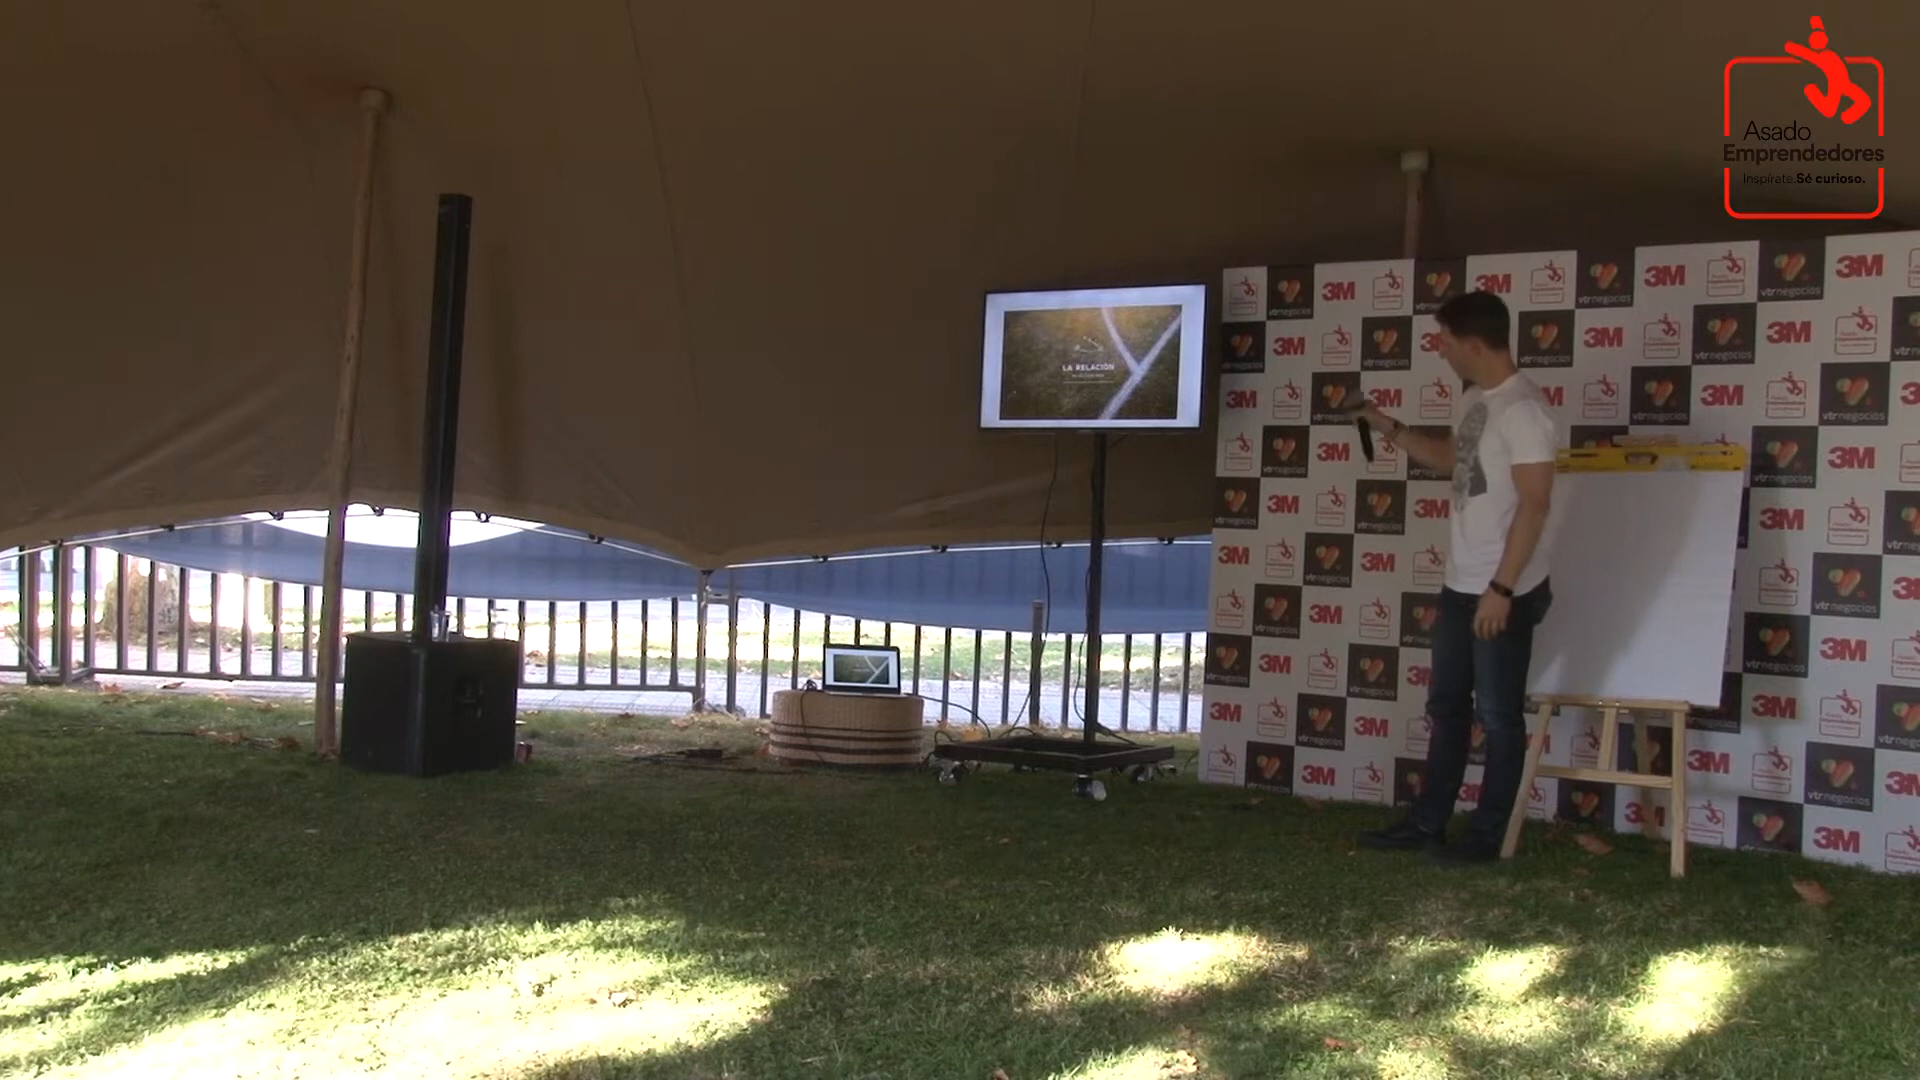 Asado
Emprendedores
Inspírate.Sé curioso.
LA RELACIÓN
3M
vtrnegocios